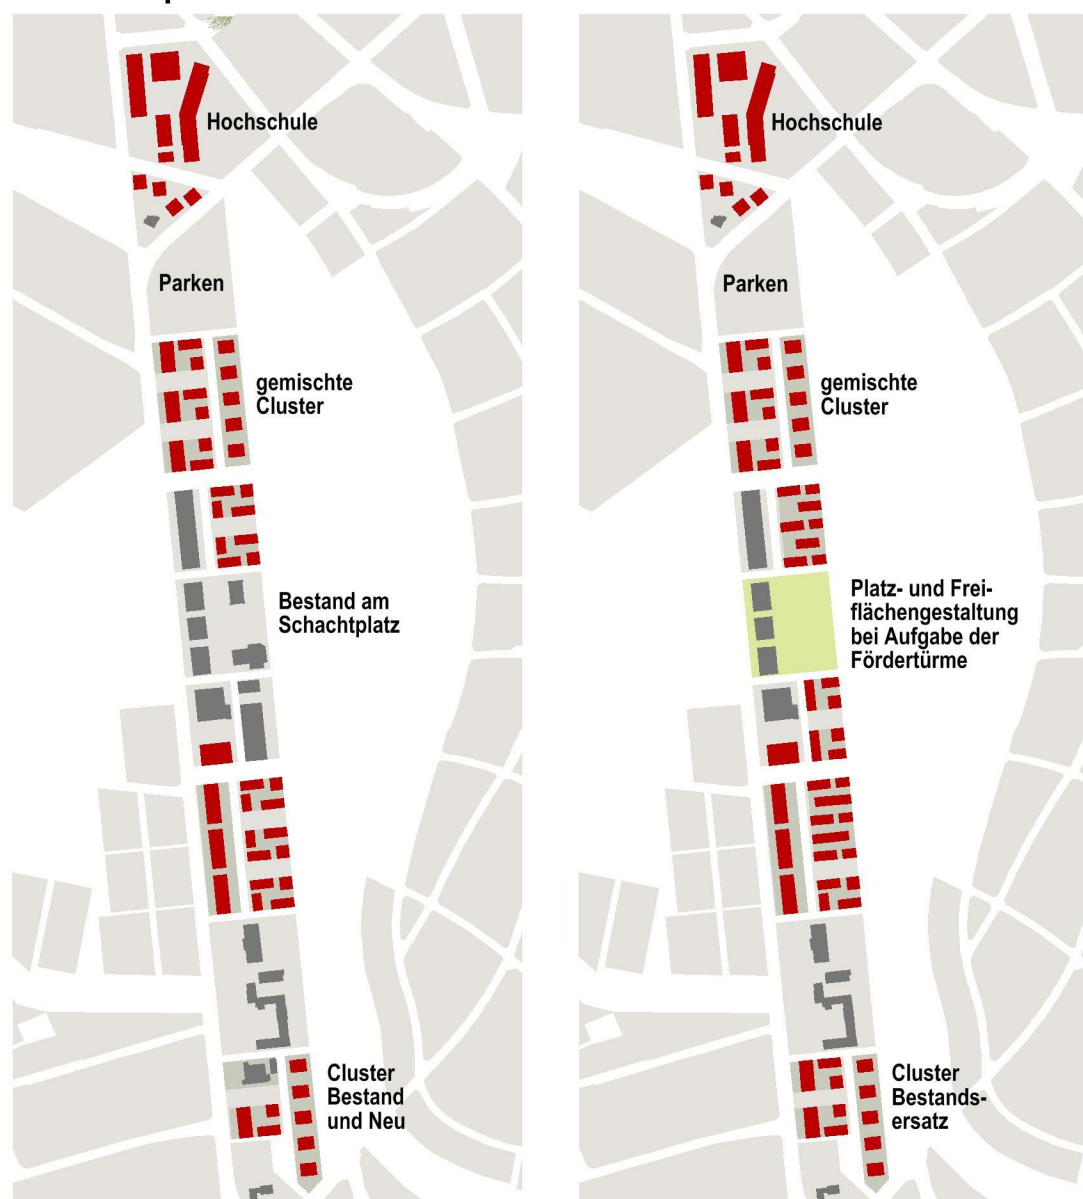 Hochschule
Parken
gemischte
Cluster
Bestand am
Schachtplatz
Cluster
Bestand
und Neu
Hochschule
Parken
gemischte
Cluster
Platz- und Frei-
flächengestaltung
bei Aufgabe der
Fördertürme
Cluster
Bestands-
ersatz